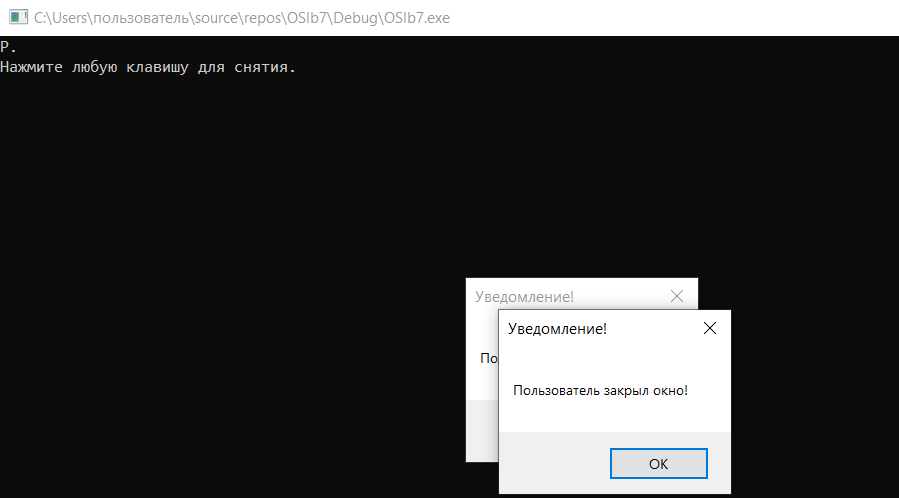 C:\Users\пользователь\source\repos\OSlb7\Debug\OSlb7.exe
Р.
Нажмите любую клавишу для снятия.
Уведомление!
По
Уведомление!
Пользователь закрыл окно!
ОК